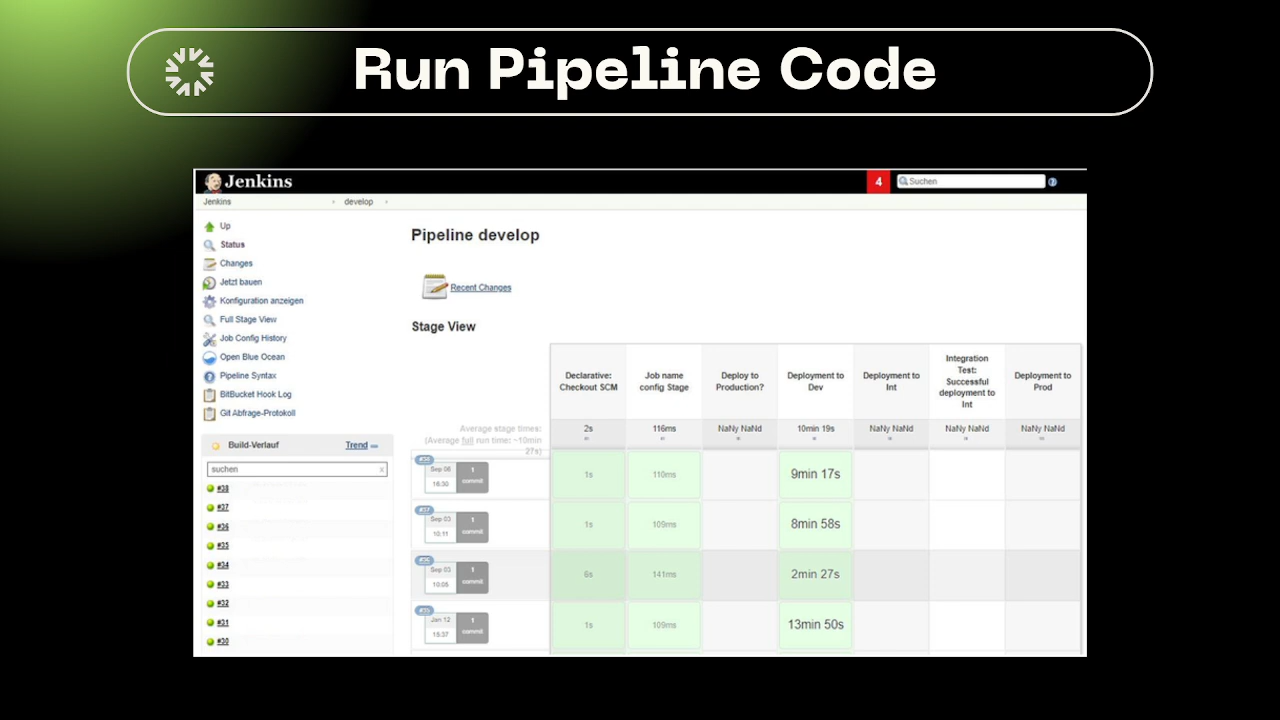 Run Pipeline Code
Jenkins
4
Suchen
Jenkins
develop
Up
Status
Changes
Jetzt bauen
Konfiguration anzeigen
Full Stage View
Job Config History
Open Blue Ocean
Pipeline Syntax
BitBucket Hook Log
Git Abfrage-Protokoll
Build-Verlauf
Trend
suchen
x
#38
#37
#36
#35
#34
#33
#32
#31
#30
Pipeline develop
Recent Changes
Stage View
Declarative:
Checkout SCM
Job name
config Stage
Deploy to
Production?
Deployment to
Dev
Deployment to
Int
Integration
Test:
Successful
deployment to
Int
Deployment to
Prod
Average stage times:
(Average full run time: ~10min
27s)
2s
116ms
NaNy NaNd
10min 19s
NaNy NaNd
NaNy NaNd
NaNy NaNd
Sep 06
16:30
1
commit
1s
110ms
9min 17s
#37
Sep 03
10:11
1
commit
1s
109ms
8min 58s
Sep 03
10:05
1
commit
6s
141ms
2min 27s
Jan 12
15:37
1
commit
1s
109ms
13min 50s